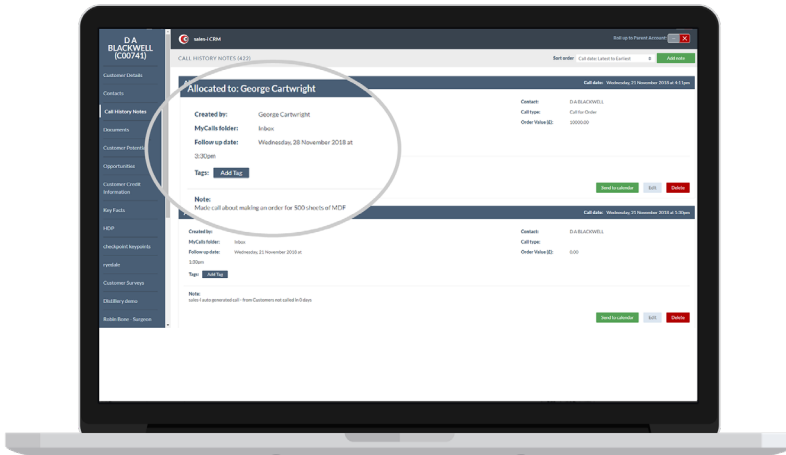 D A
BLACKWELL
(C00741)
Customer Details
Contacts
Call History Notes
Documents
Customer Potential
Opportunities
Customer Credit
Information
Key Facts
HDP
checkpoint keypoints
ryedale
Customer Surveys
Distillery demo
Robin Bone - Surgeon
sales-i CRM
Roll up to Parent Account
CALL HISTORY NOTES (422)
Sort order
Call date: Latest to Earliest
Add note
Allocated to: George Cartwright
Call date: Wednesday, 21 November 2018 at 4:11pm
Created by: George Cartwright
MyCalls folder: Inbox
Follow up date: Wednesday, 28 November 2018 at
3:30pm
Tags: Add Tag
Note:
Made call about making an order for 500 sheets of MDF
Contact: D A BLACKWELL
Call type: Call for Order
Order Value (£): 20000.00
Send to calendar Edit Delete
Call date: Wednesday, 21 November 2018 at 1:30pm
Created by:
MyCalls folder: Inbox
Follow up date: Wednesday, 21 November 2018 at
1:00am
Tags: Add Tag
Contact: D A BLACKWELL
Call type:
Order Value (£): 0.00
Note:
sales-i auto generated call - from Customers not called in 0 days
Send to calendar Edit Delete